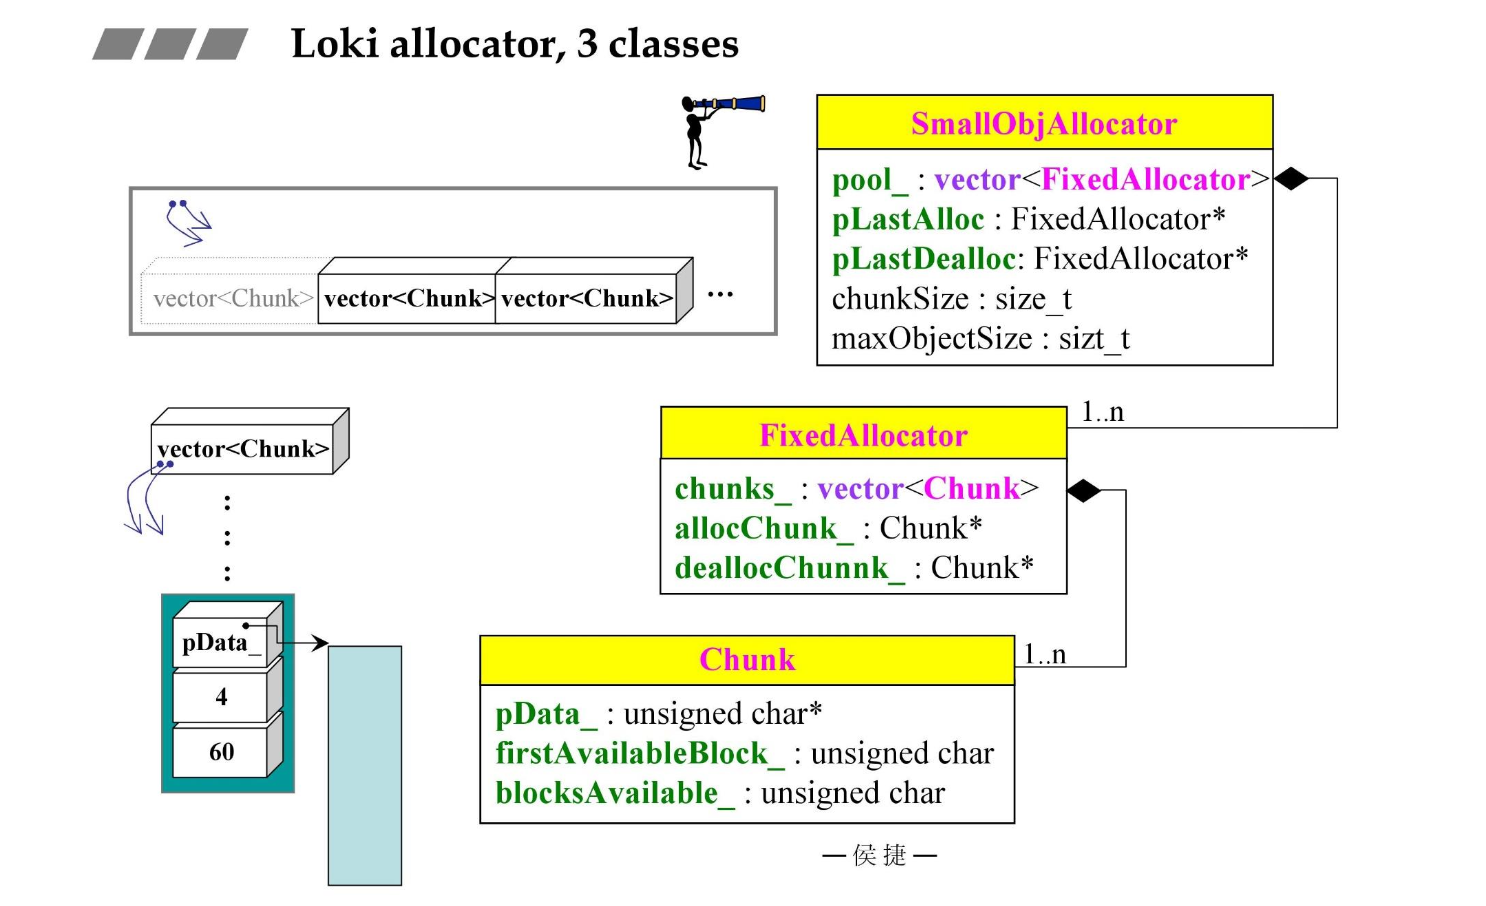 Loki allocator, 3 classes
SmallObjAllocator
pool_ : vector<FixedAllocator>
pLastAlloc : FixedAllocator*
pLastDealloc: FixedAllocator*
chunkSize : size_t
maxObjectSize : sizt_t
vector<Chunk> vector<Chunk> vector<Chunk> ...
1..n
FixedAllocator
chunks_ : vector<Chunk>
allocChunk_ : Chunk*
deallocChunnk_ : Chunk*
vector<Chunk>
1..n
Chunk
pData_ : unsigned char*
firstAvailableBlock_ : unsigned char
blocksAvailable_ : unsigned char
pData_
4
60
— 侯 捷 —